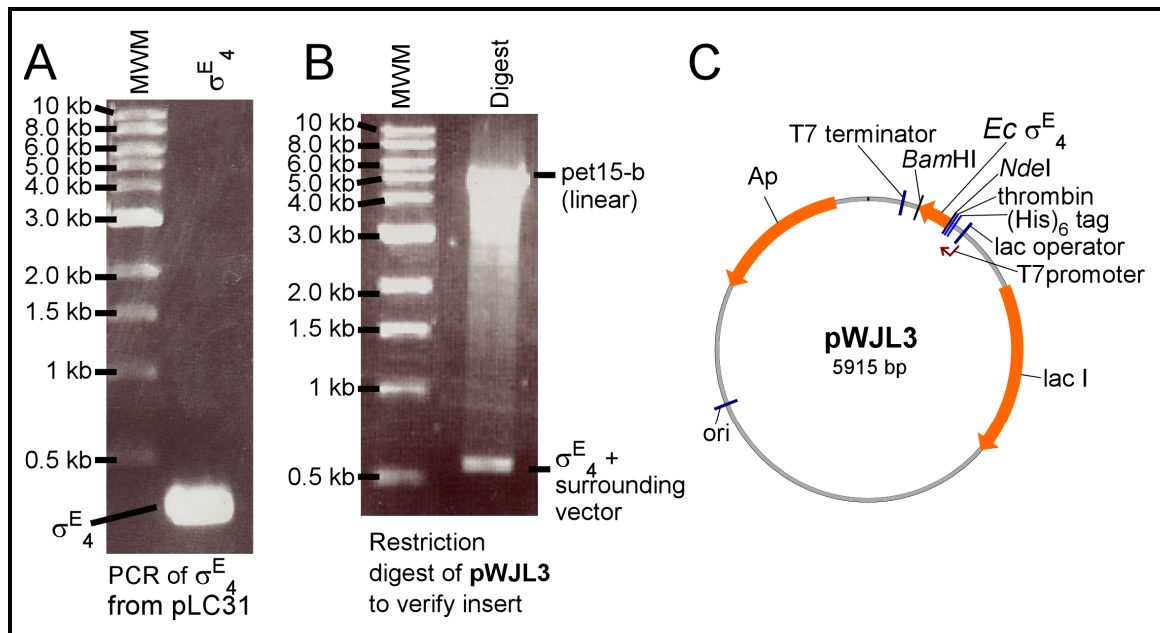 A
MWM
σᴱ₄
10 kb
8.0 kb
6.0 kb
5.0 kb
4.0 kb
3.0 kb
2.0 kb
1.5 kb
1 kb
0.5 kb
σᴱ₄
PCR of σᴱ₄
from pLC31
B
MWM
Digest
10 kb
8.0 kb
6.0 kb
5.0 kb
4.0 kb
3.0 kb
2.0 kb
1.5 kb
1 kb
0.5 kb
pet15-b
(linear)
σᴱ₄ +
surrounding
vector
Restriction
digest of pWJL3
to verify insert
C
T7 terminator
BamHI
Ec σᴱ₄
NdeI
thrombin
(His)₆ tag
lac operator
T7promoter
Ap
pWJL3
5915 bp
lac I
ori